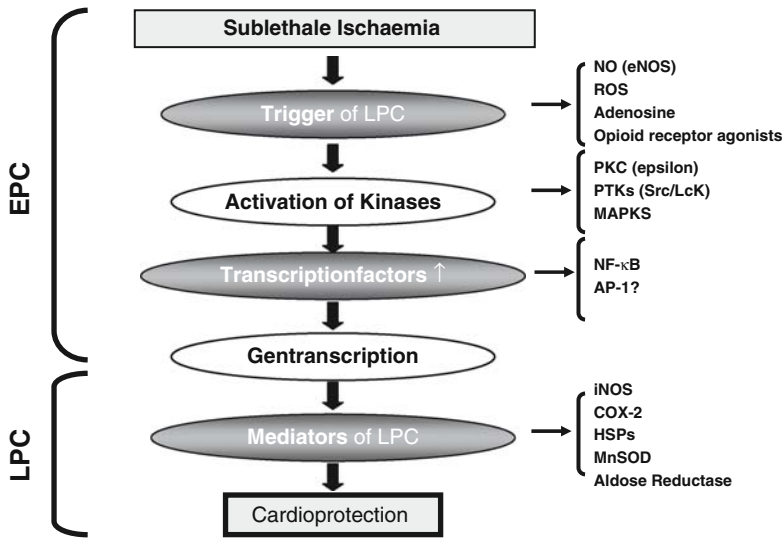 Sublethale Ischaemia
Trigger of LPC
NO (eNOS)
ROS
Adenosine
Opioid receptor agonists
EPC
Activation of Kinases
PKC (epsilon)
PTKs (Src/LcK)
MAPKS
Transcriptionfactors ↑
NF-κB
AP-1?
Gentranscription
LPC
Mediators of LPC
iNOS
COX-2
HSPs
MnSOD
Aldose Reductase
Cardioprotection